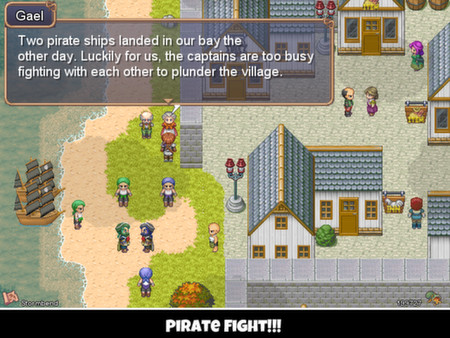 Gael
Two pirate ships landed in our bay the
other day. Luckily for us, the captains are too busy
fighting with each other to plunder the village.
Stormbend
PIRATE FIGHT!!!